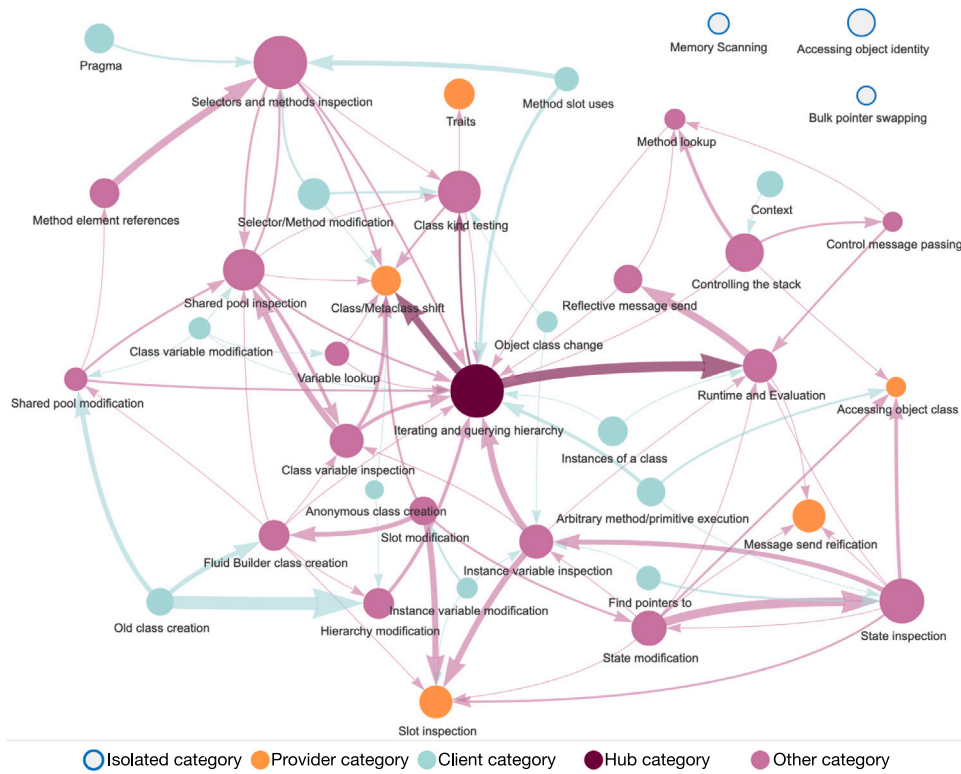 Memory Scanning
Accessing object identity
Pragma
Selectors and methods inspection
Method slot uses
Traits
Bulk pointer swapping
Method lookup
Method element references
Selector/Method modification
Class kind testing
Context
Control message passing
Shared pool inspection
Class/Metaclass shift
Reflective message send
Controlling the stack
Class variable modification
Variable lookup
Object class change
Shared pool modification
Iterating and querying hierarchy
Runtime and Evaluation
Accessing object class
Class variable inspection
Instances of a class
Anonymous class creation
Arbitrary method/primitive execution
Slot modification
Message send reification
Fluid Builder class creation
Instance variable inspection
Old class creation
Hierarchy modification
Instance variable modification
Find pointers to
State inspection
State modification
Slot inspection
Isolated category
Provider category
Client category
Hub category
Other category